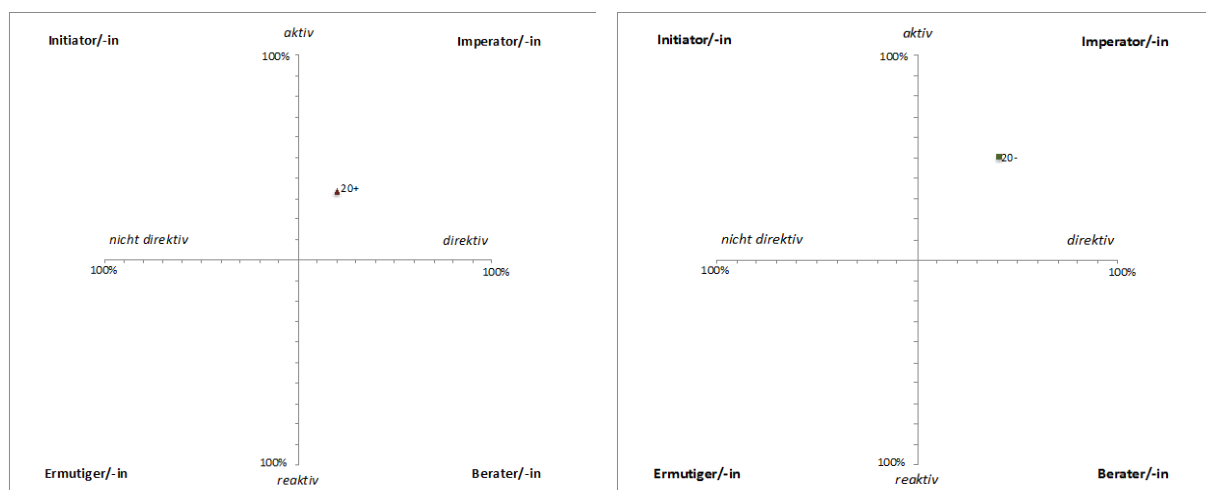 aktiv
Initiator/-in
Imperator/-in
100%
20+
nicht direktiv
direktiv
100%
100%
100%
Ermutiger/-in
Berater/-in
reaktiv
aktiv
Initiator/-in
Imperator/-in
100%
20-
nicht direktiv
direktiv
100%
100%
100%
Ermutiger/-in
Berater/-in
reaktiv